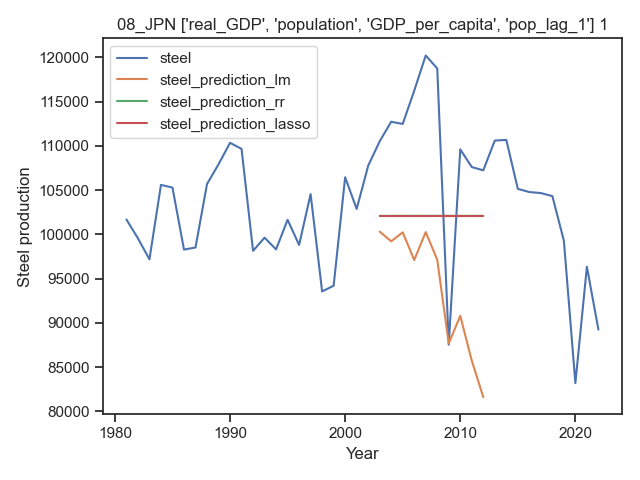 08_JPN ['real_GDP', 'population', 'GDP_per_capita', 'pop_lag_1'] 1
steel
steel_prediction_lm
steel_prediction_rr
steel_prediction_lasso
Steel production
120000
115000
110000
105000
100000
95000
90000
85000
80000
1980 1990 2000 2010 2020
Year